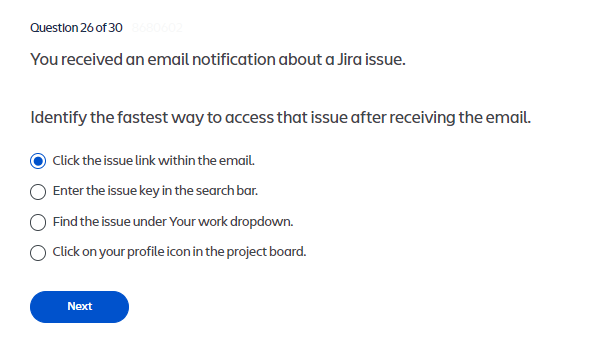 Question 26 of 30
You received an email notification about a Jira issue.
Identify the fastest way to access that issue after receiving the email.
Click the issue link within the email.
Enter the issue key in the search bar.
Find the issue under Your work dropdown.
Click on your profile icon in the project board.
Next